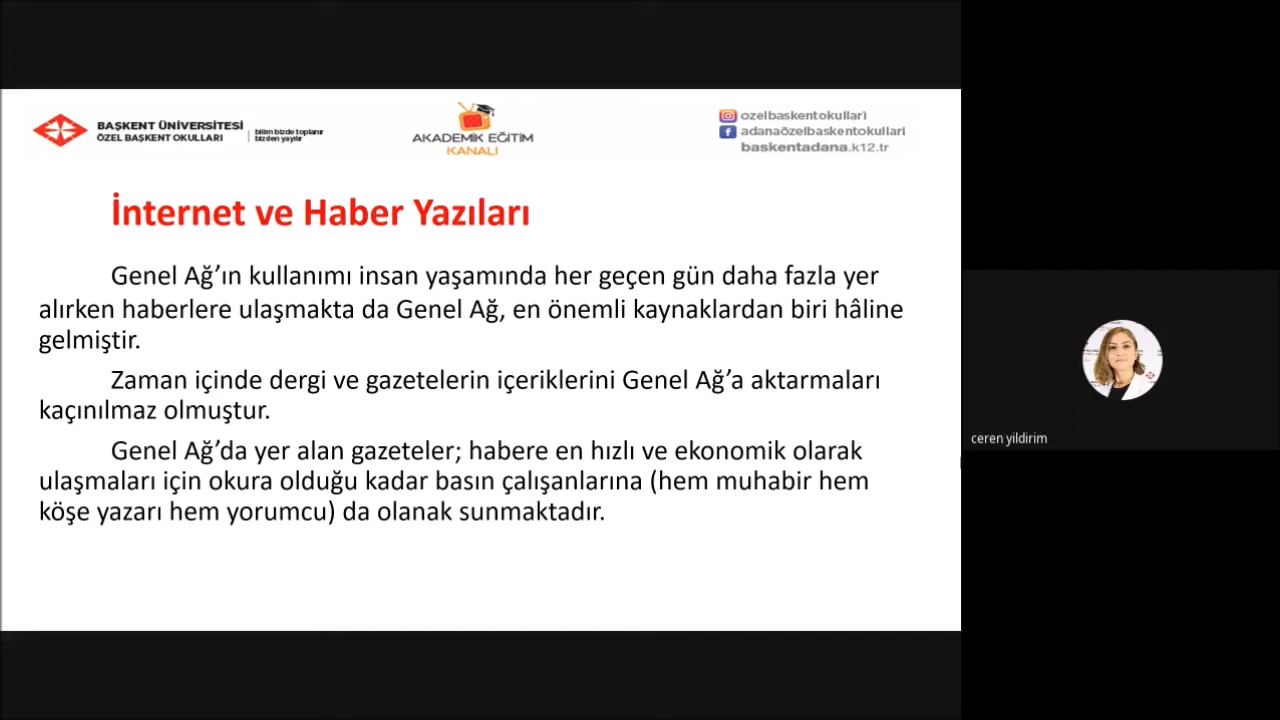 BAŞKENT ÜNİVERSİTESİ
ÖZEL BAŞKENT OKULLARI
bilim bizde toplanır
bizden yayılır
AKADEMİK EĞİTİM
KANALI
ozelbaskentokullari
adanaözelbaskentokullari
baskentadana.k12.tr
İnternet ve Haber Yazıları
Genel Ağ’ın kullanımı insan yaşamında her geçen gün daha fazla yer
alırken haberlere ulaşmakta da Genel Ağ, en önemli kaynaklardan biri hâline
gelmiştir.
Zaman içinde dergi ve gazetelerin içeriklerini Genel Ağ’a aktarmaları
kaçınılmaz olmuştur.
Genel Ağ’da yer alan gazeteler; habere en hızlı ve ekonomik olarak
ulaşmaları için okura olduğu kadar basın çalışanlarına (hem muhabir hem
köşe yazarı hem yorumcu) da olanak sunmaktadır.
ceren yildirim